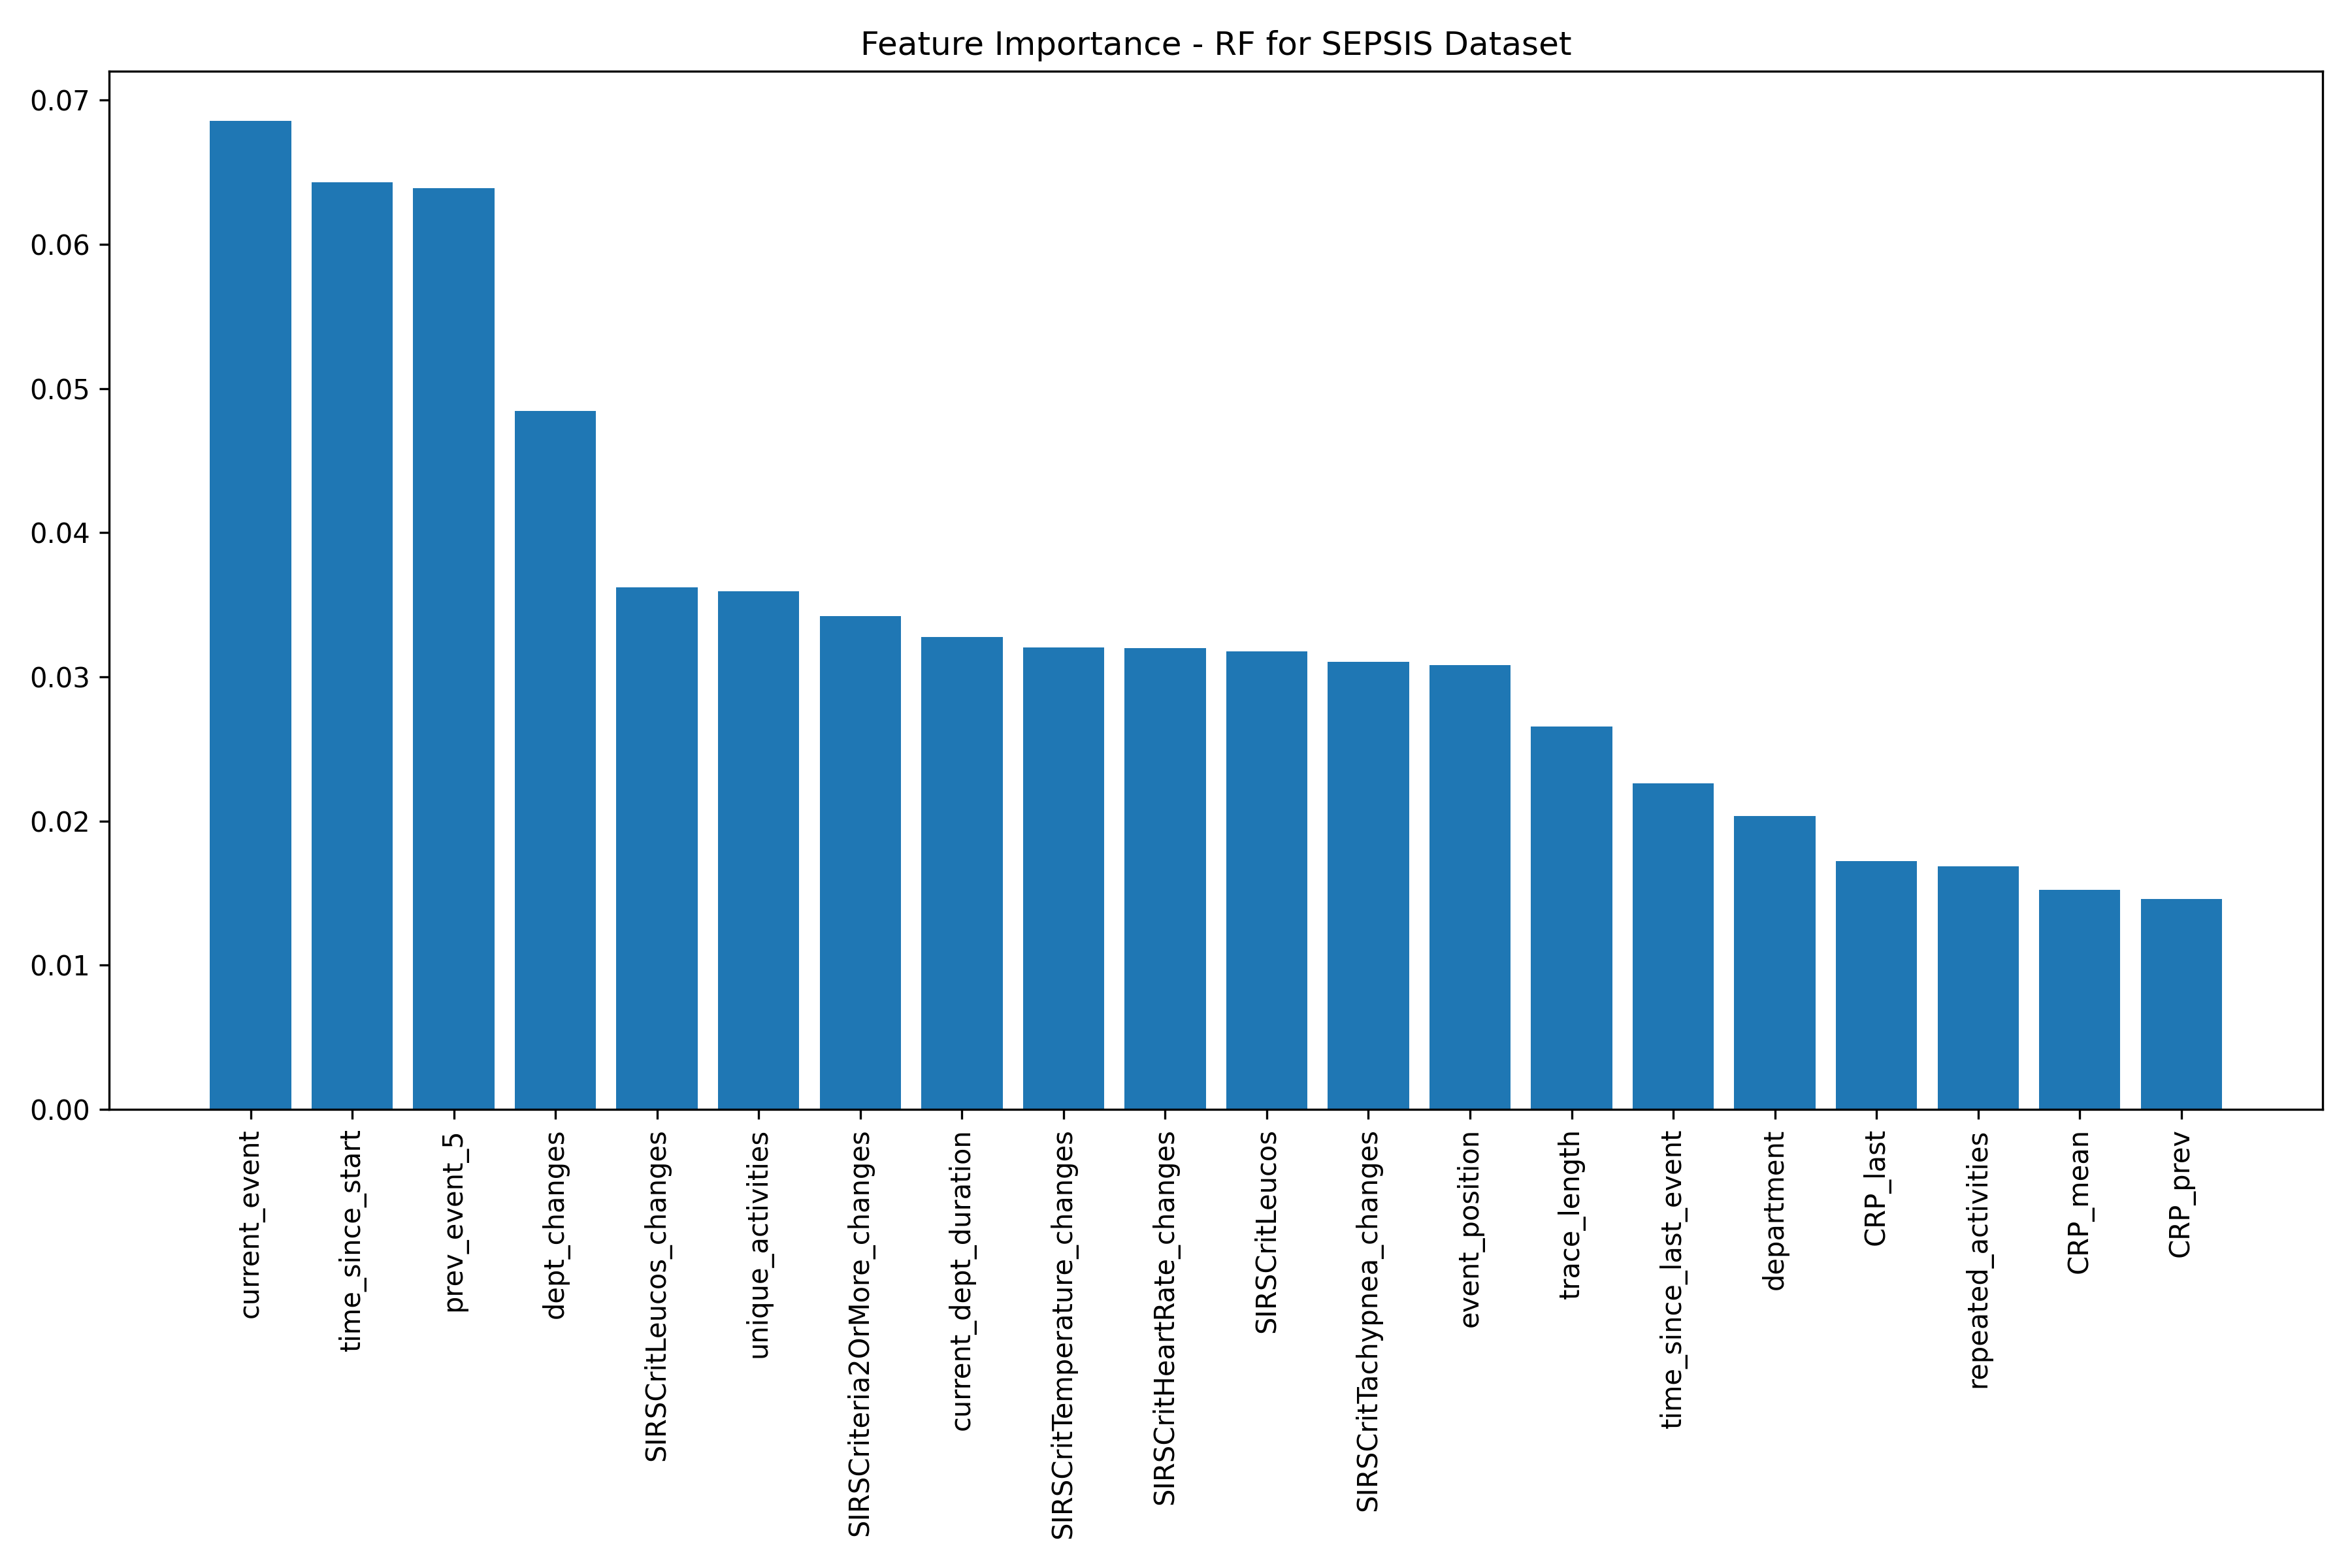 Feature Importance - RF for SEPSIS Dataset
0.07
0.06
0.05
0.04
0.03
0.02
0.01
0.00
current_event
time_since_start
prev_event_5
dept_changes
SIRSCritLeucos_changes
unique_activities
SIRSCriteria2OrMore_changes
current_dept_duration
SIRSCritTemperature_changes
SIRSCritHeartRate_changes
SIRSCritLeucos
SIRSCritTachypnea_changes
event_position
trace_length
time_since_last_event
department
CRP_last
repeated_activities
CRP_mean
CRP_prev